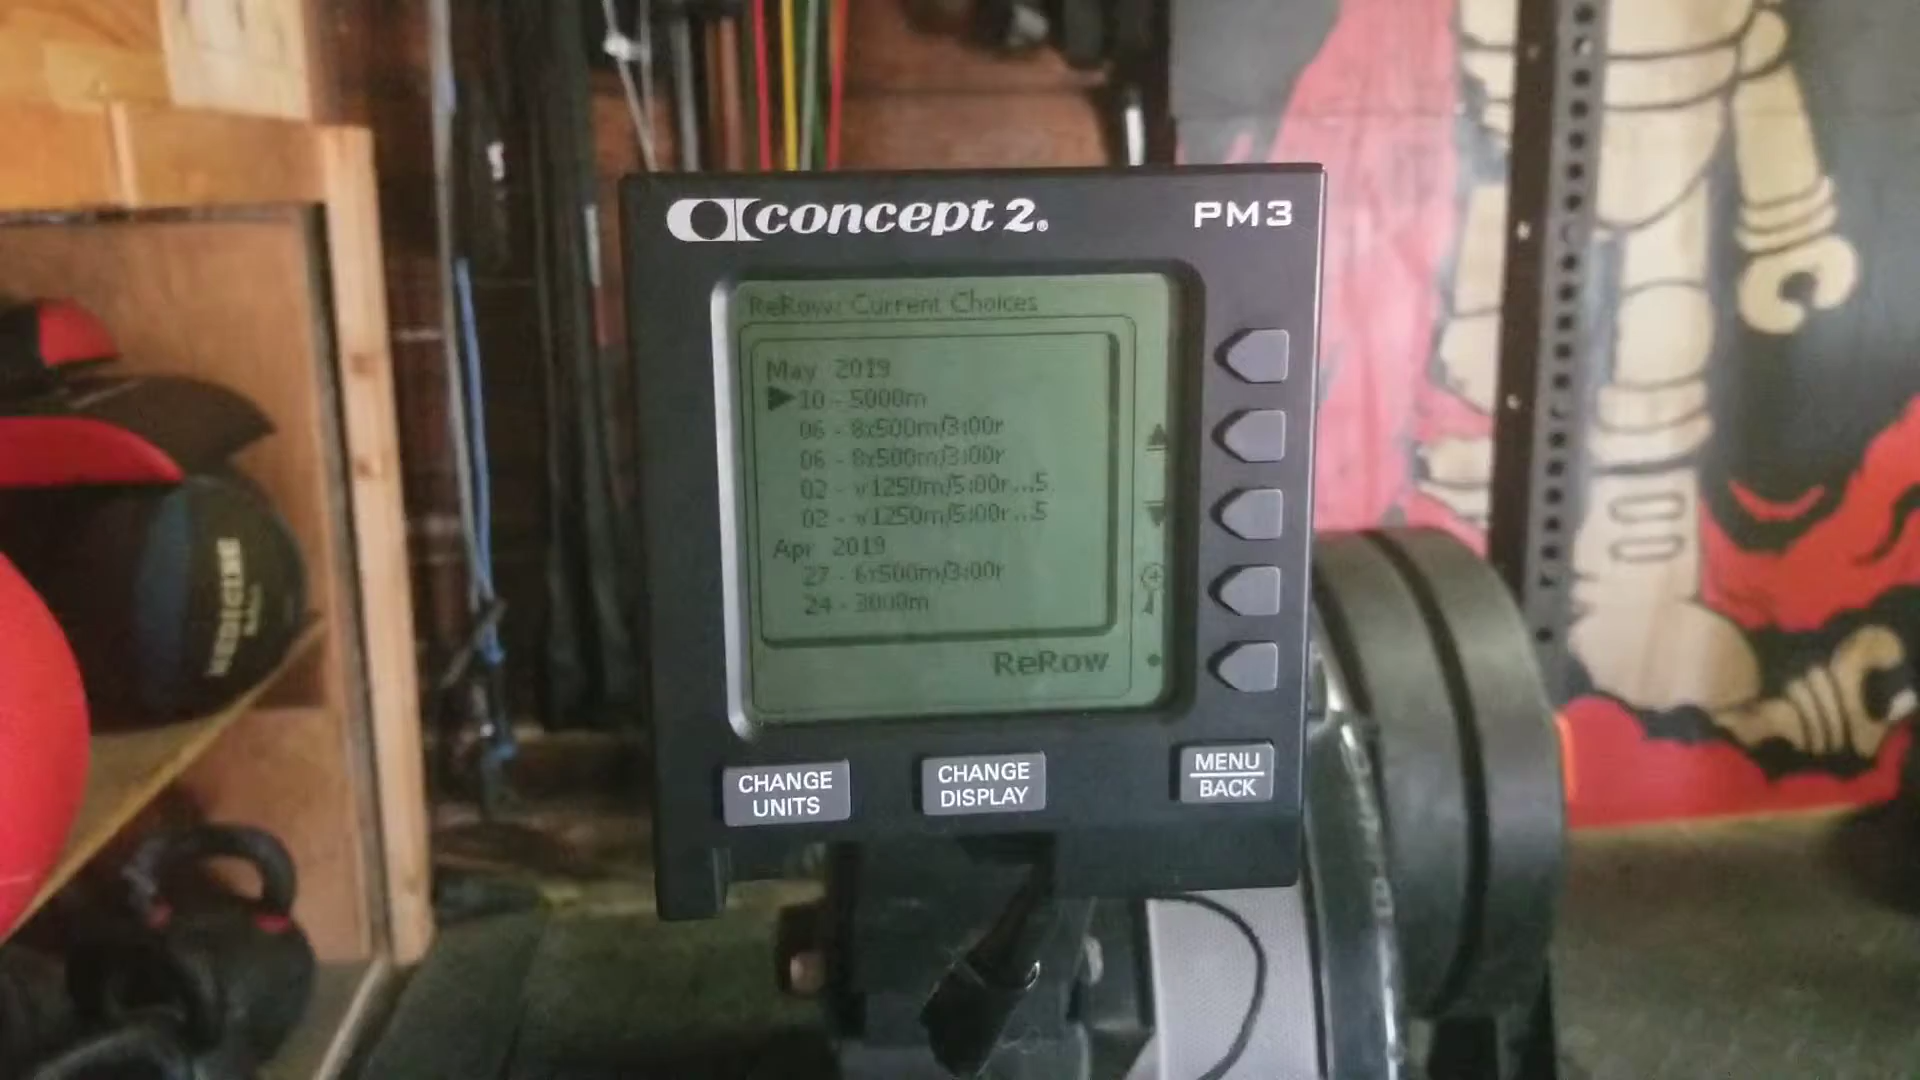 concept 2.
PM3
ReRow: Current Choices
May 2019
10 - 5000m
06 - 8x500m/3:00r
06 - 8x500m/3:00r
02 - v1250m/5:00r...5
02 - v1250m/5:00r...5
Apr 2019
27 - 6x500m/3:00r
24 - 3000m
ReRow
CHANGE
UNITS
CHANGE
DISPLAY
MENU
BACK
MEDICINE
BALL